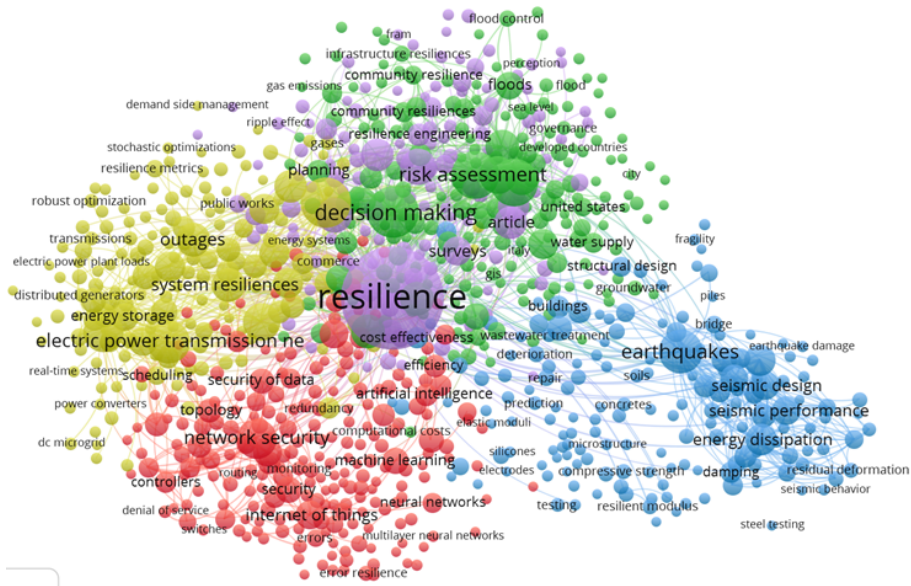 flood control
fram
infrastructure resiliences
perception
community resilience
gas emissions
floods
flood
demand side management
community resiliences
sea level
ripple effect
resilience engineering
governance
stochastic optimizations
gases
developed countries
resilience metrics
planning
risk assessment
city
robust optimization
public works
decision making
article
united states
transmissions
outages
energy systems
surveys
italy
water supply
fragility
electric power plant loads
commerce
gis
structural design
system resiliences
groundwater
distributed generators
resilience
buildings
piles
energy storage
bridge
electric power transmission ne
cost effectiveness
wastewater treatment
earthquakes
earthquake damage
deterioration
real-time systems
scheduling
efficiency
security of data
repair
soils
seismic design
artificial intelligence
power converters
topology
redundancy
prediction
concretes
seismic performance
elastic moduli
dc microgrid
network security
computational costs
microstructure
energy dissipation
silicones
machine learning
routing
monitoring
electrodes
compressive strength
damping
residual deformation
controllers
security
seismic behavior
neural networks
testing
resilient modulus
denial of service
internet of things
switches
errors
multilayer neural networks
steel testing
error resilience